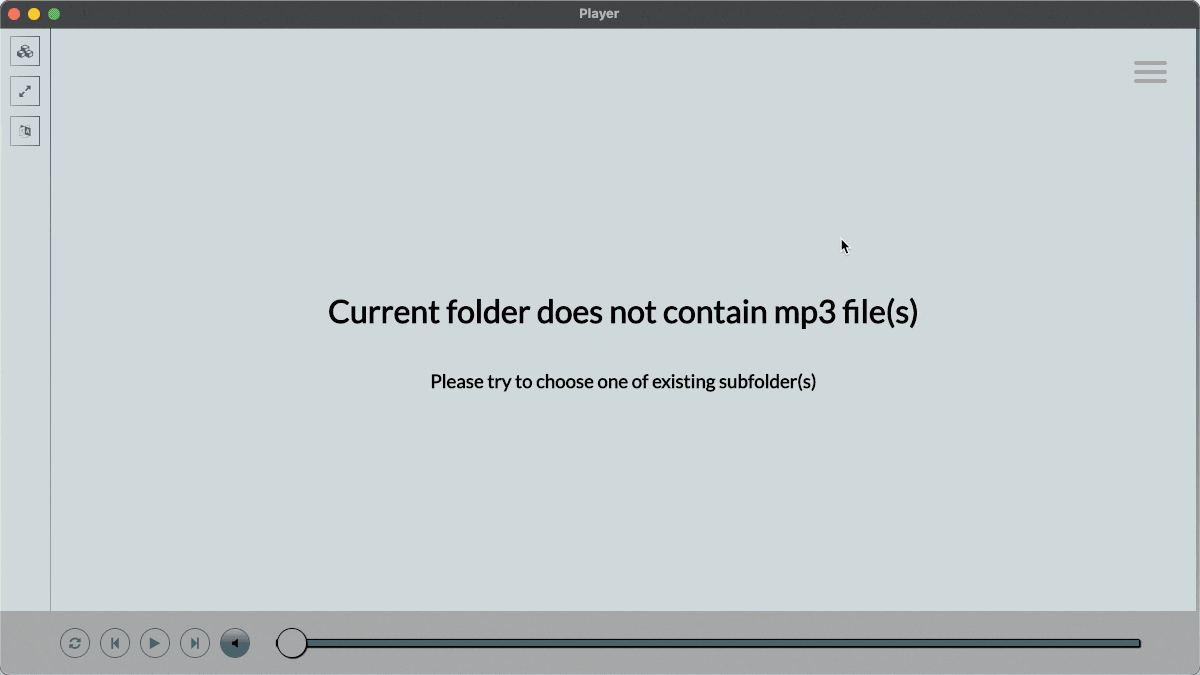 Player
Current folder does not contain mp3 file(s)
Please try to choose one of existing subfolder(s)